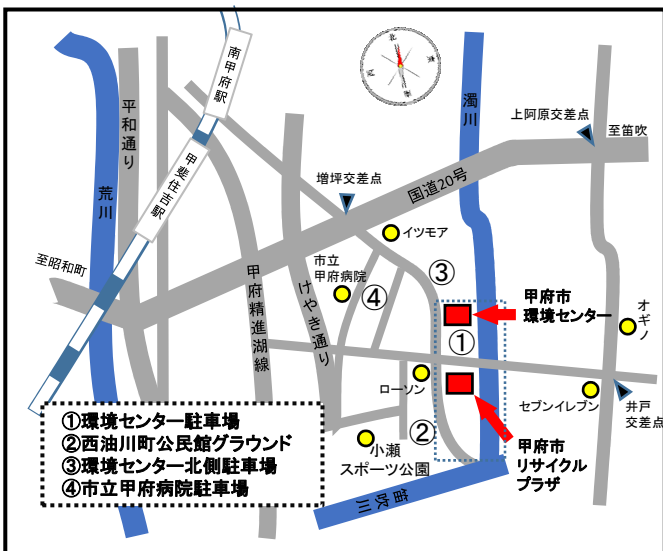 南甲府駅
北
東
南
西
濁川
上阿原交差点
至笛吹
平和通り
甲斐住吉駅
増坪交差点
国道20号
荒川
イツモア
至昭和町
市立
甲府病院
③
④
甲府精進湖線
けやき通り
甲府市
環境センター
オギノ
①
ローソン
セブンイレブン
井戸
交差点
②
小瀬
スポーツ公園
甲府市
リサイクル
プラザ
笛吹川
①環境センター駐車場
②西油川町公民館グラウンド
③環境センター北側駐車場
④市立甲府病院駐車場